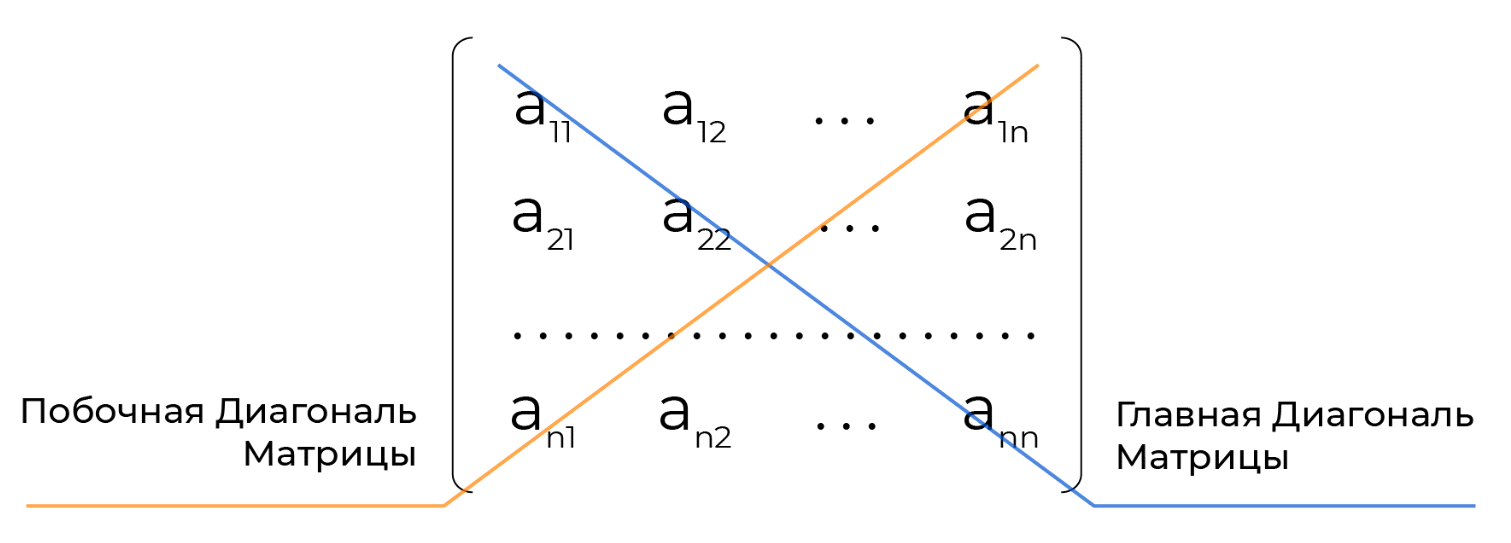 a₁₁ a₁₂ ... a₁ₙ
a₂₁ a₂₂ ... a₂ₙ
.....................
aₙ₁ aₙ₂ ... aₙₙ
Побочная Диагональ
Матрицы
Главная Диагональ
Матрицы